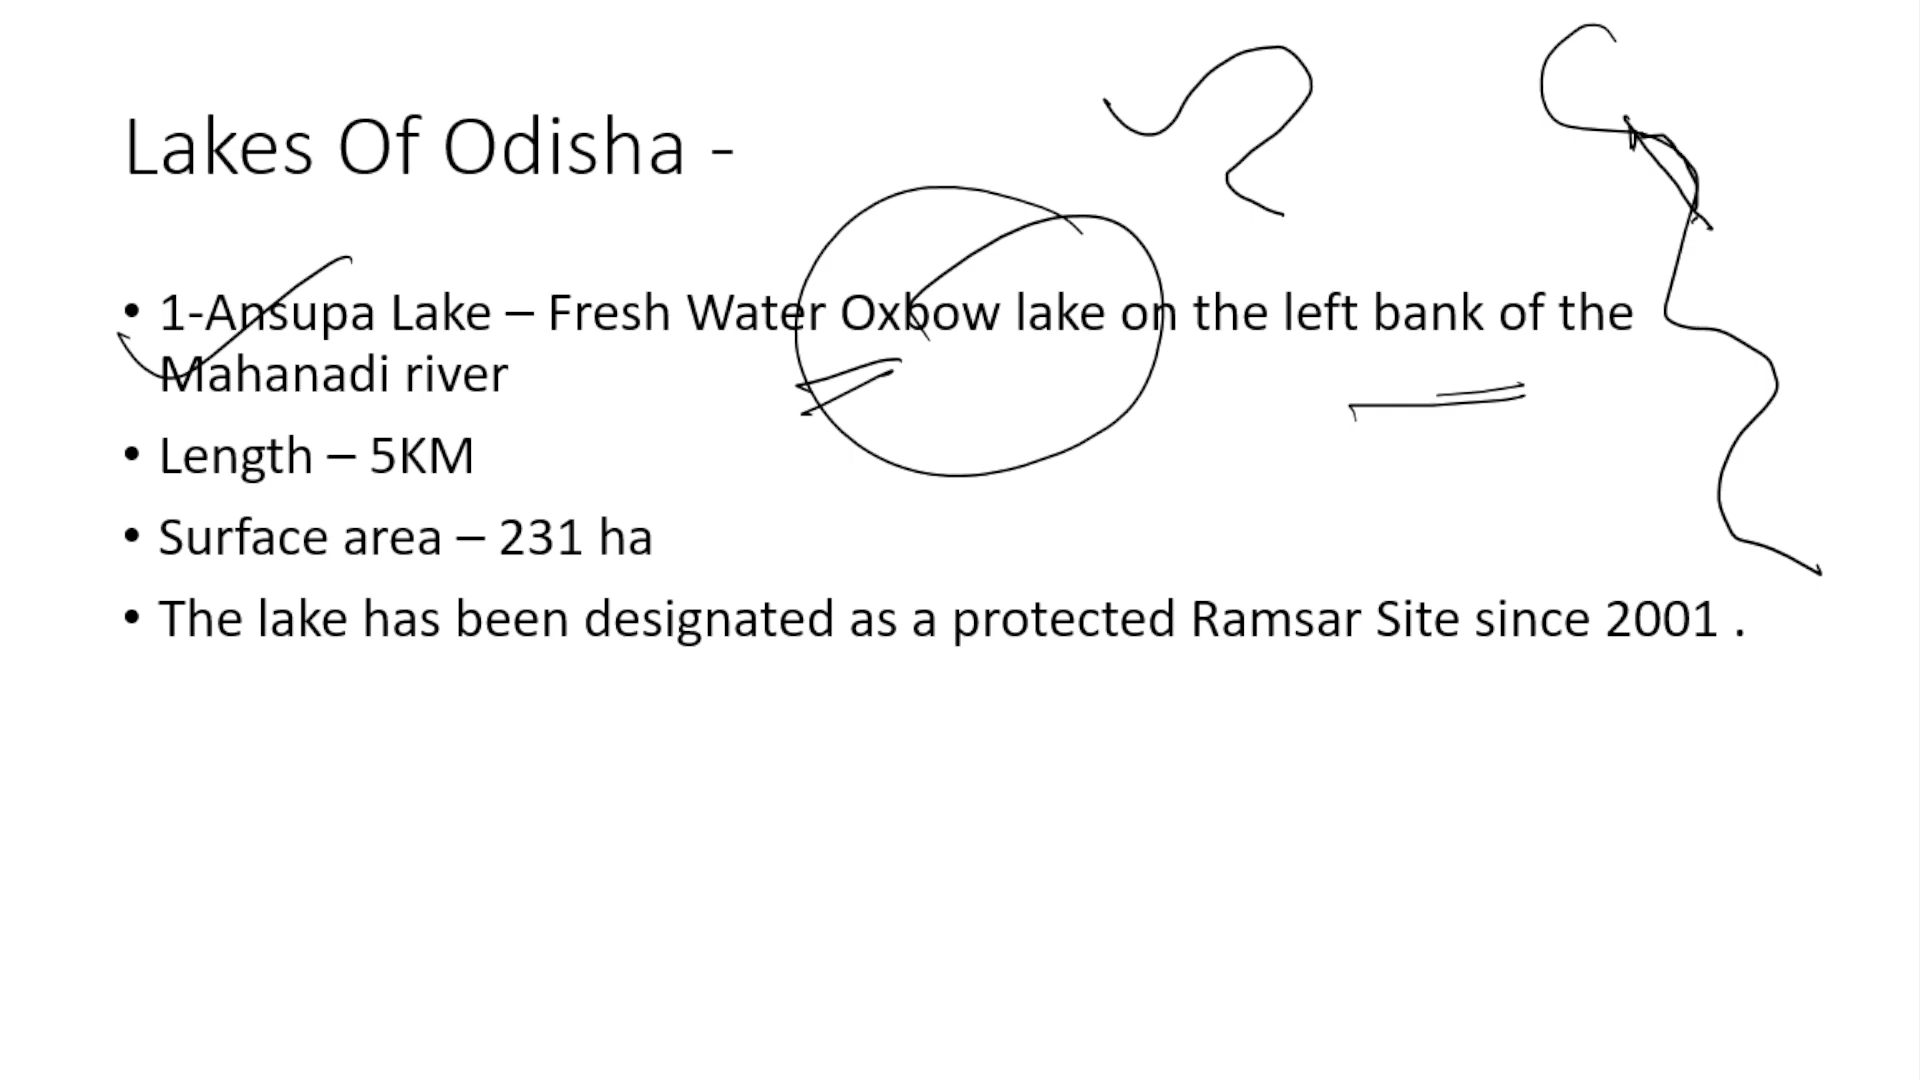 Lakes Of Odisha -
• 1-Ansupa Lake – Fresh Water Oxbow lake on the left bank of the
Mahanadi river
• Length – 5KM
• Surface area – 231 ha
• The lake has been designated as a protected Ramsar Site since 2001 .